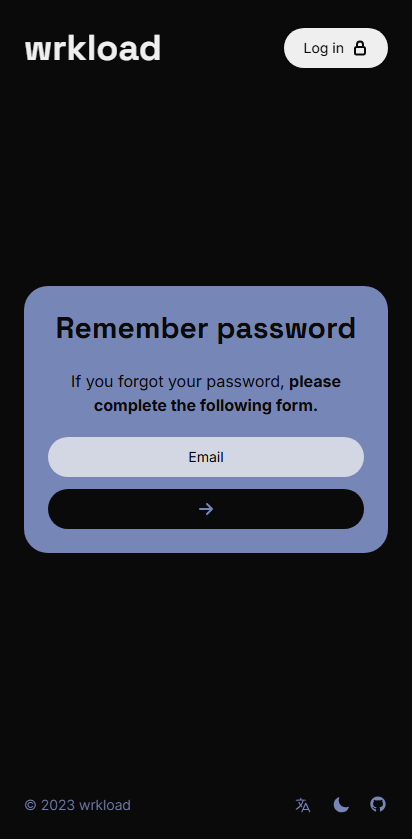 wrkload
Log in
Remember password
If you forgot your password, please
complete the following form.
Email
© 2023 wrkload